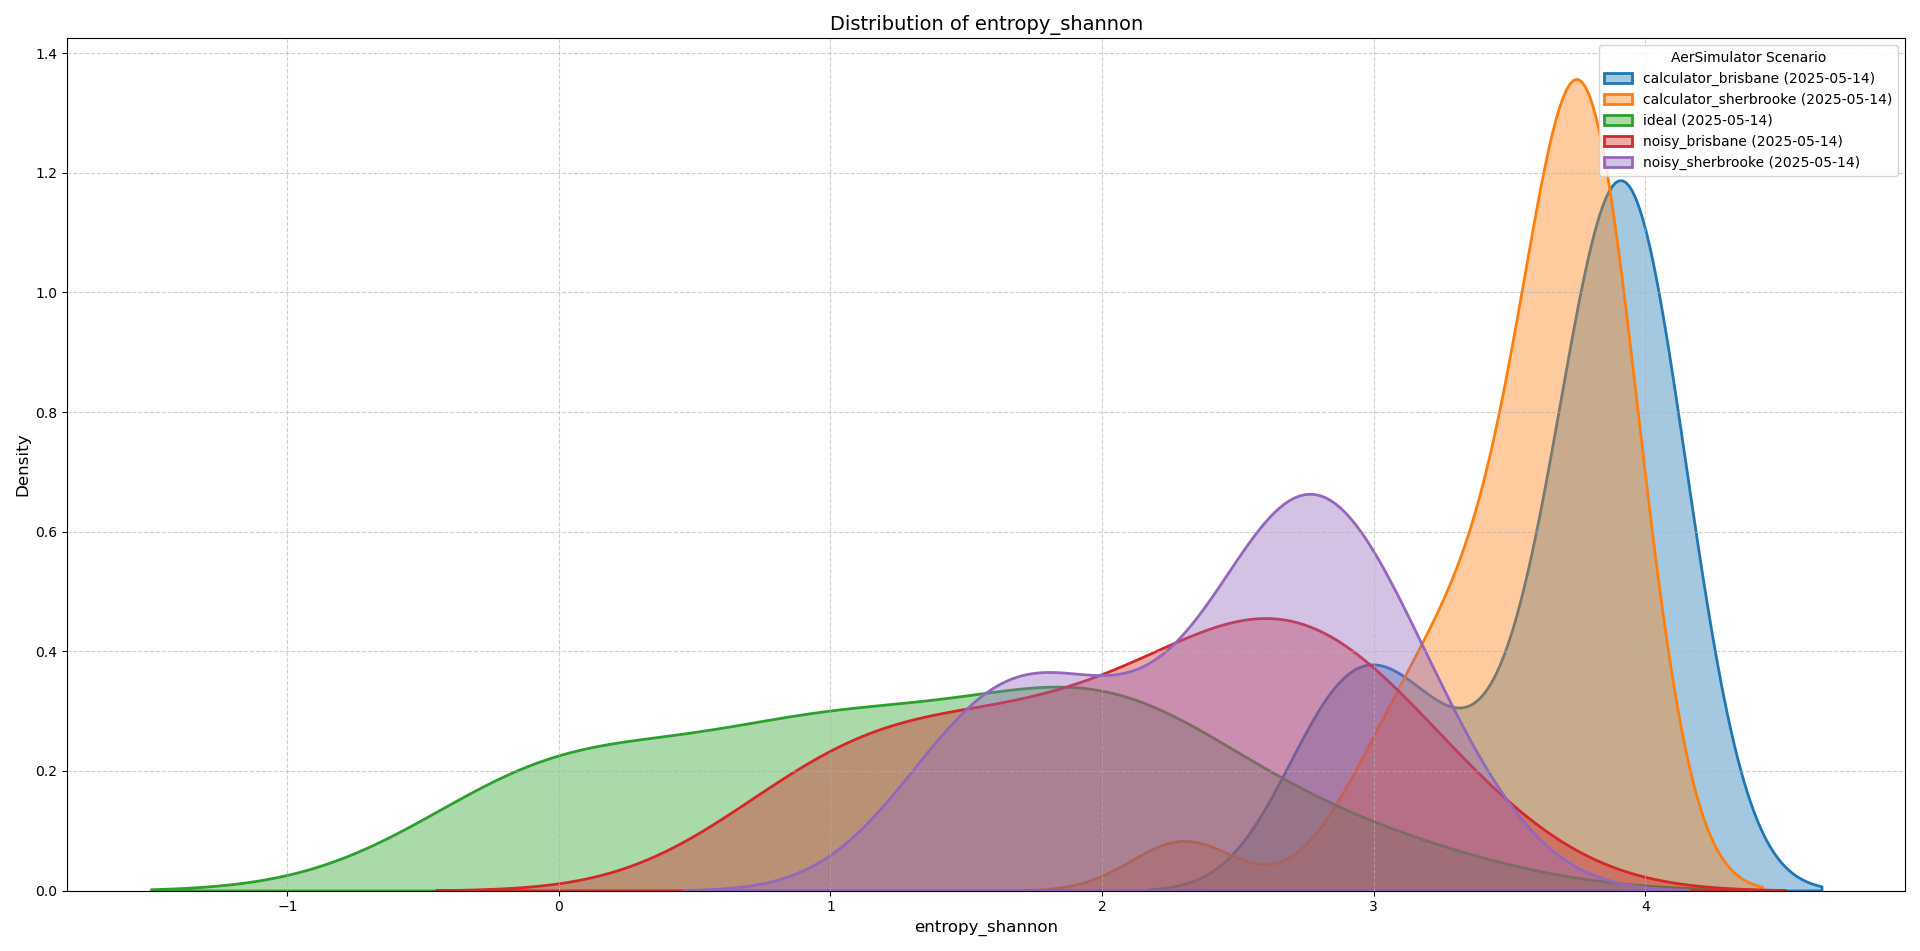 Distribution of entropy_shannon
AerSimulator Scenario
calculator_brisbane (2025-05-14)
calculator_sherbrooke (2025-05-14)
ideal (2025-05-14)
noisy_brisbane (2025-05-14)
noisy_sherbrooke (2025-05-14)
Density
1.4
1.2
1.0
0.8
0.6
0.4
0.2
0.0
−1 0 1 2 3 4
entropy_shannon